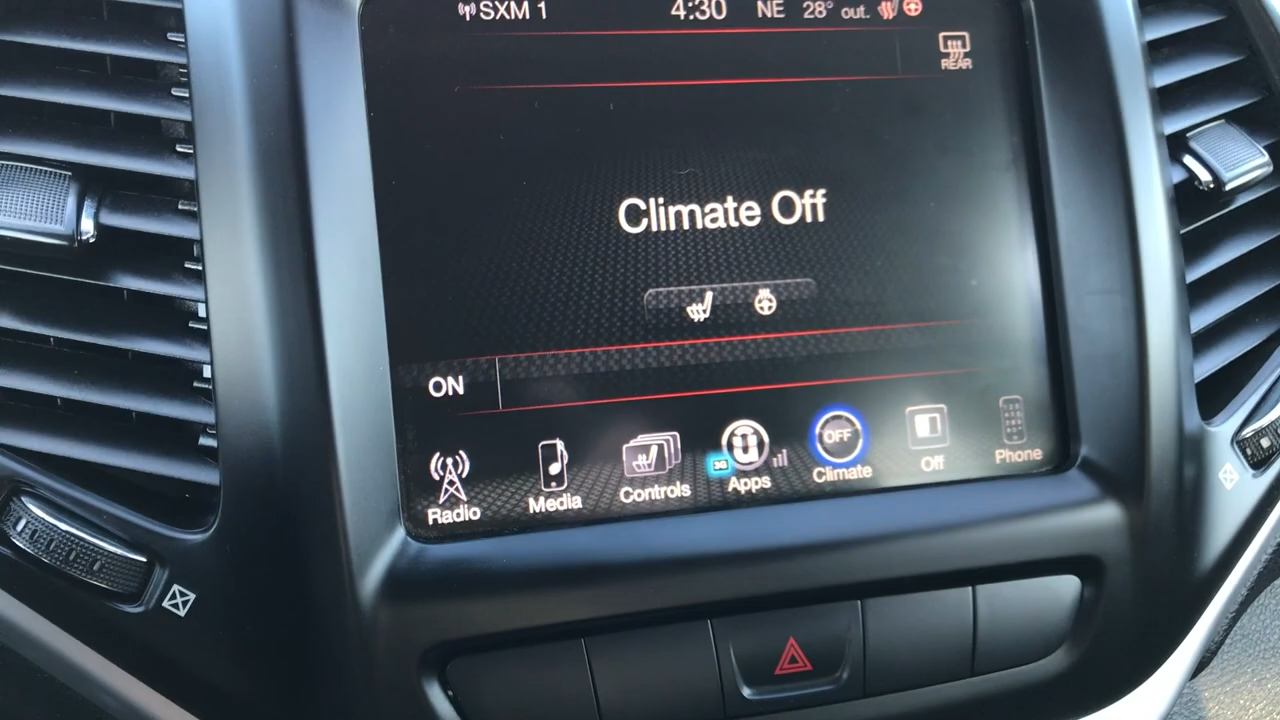 SXM 1 4:30 NE 28° out.
REAR
Climate Off
ON
OFF
3G
Radio Media Controls Apps Climate Off Phone